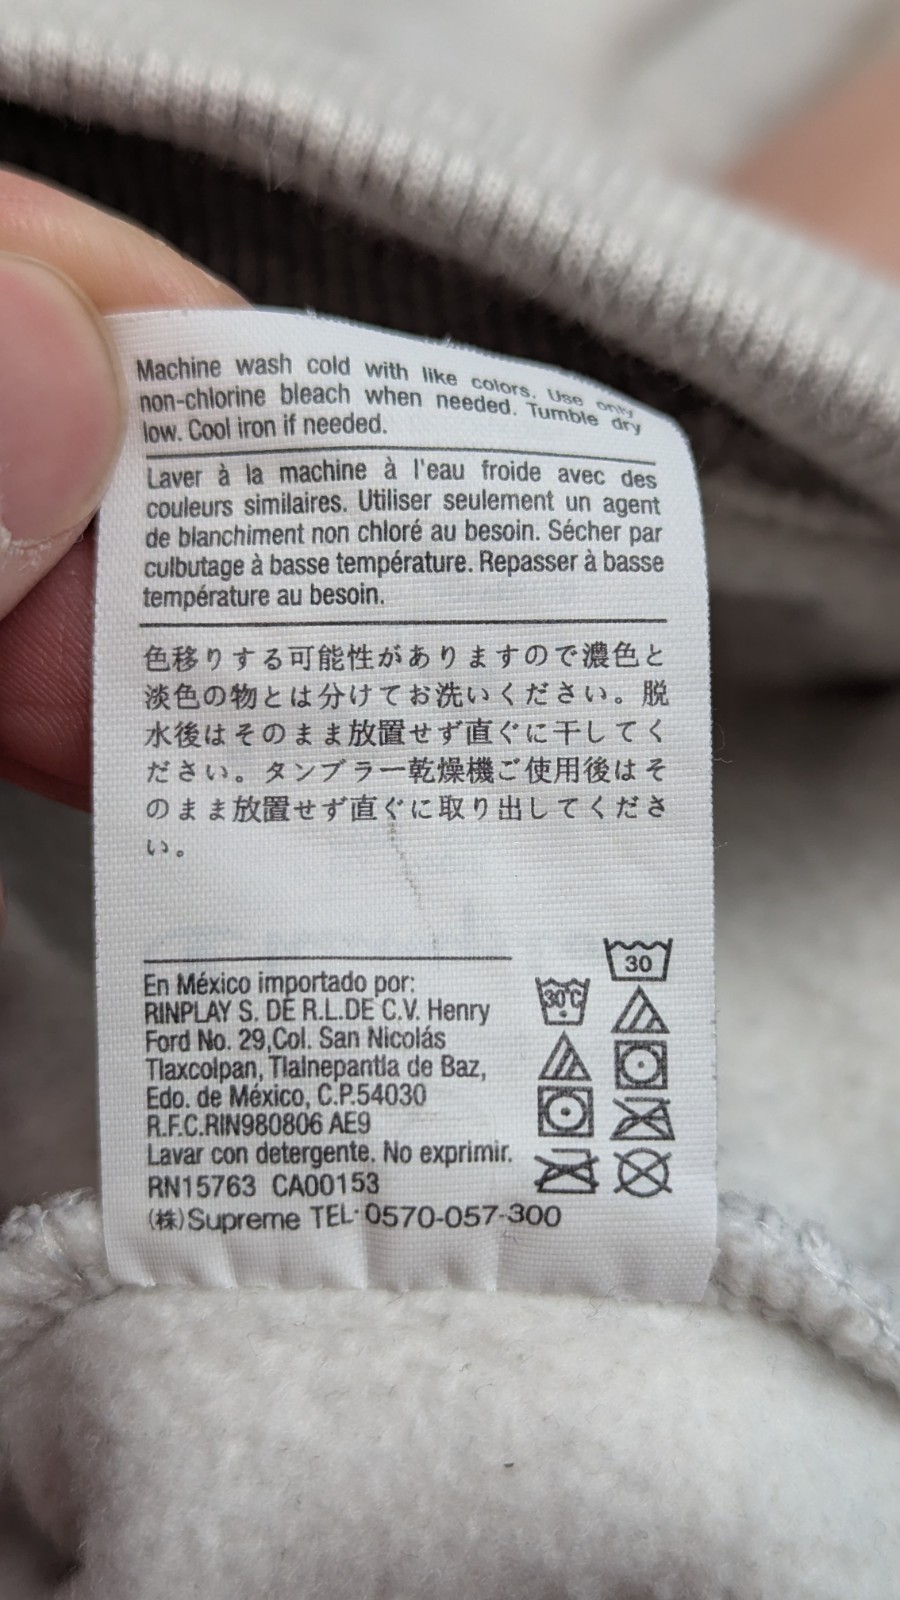 Machine wash cold with like colors. Use only
non-chlorine bleach when needed. Tumble dry
low. Cool iron if needed.
Laver à la machine à l'eau froide avec des
couleurs similaires. Utiliser seulement un agent
de blanchiment non chloré au besoin. Sécher par
culbutage à basse température. Repasser à basse
température au besoin.
色移りする可能性がありますので濃色と
淡色の物とは分けてお洗いください。脱
水後はそのまま放置せず直ぐに干してく
ださい。タンブラー乾燥機ご使用後はそ
のまま放置せず直ぐに取り出してくださ
い。
En México importado por:
RINPLAY S. DE R.L.DE C.V. Henry
Ford No. 29,Col. San Nicolás
Tlaxcolpan, Tlalnepantla de Baz,
Edo. de México, C.P.54030
R.F.C.RIN980806 AE9
Lavar con detergente. No exprimir.
RN15763 CA00153
(株)Supreme TEL·0570-057-300
30°C
30